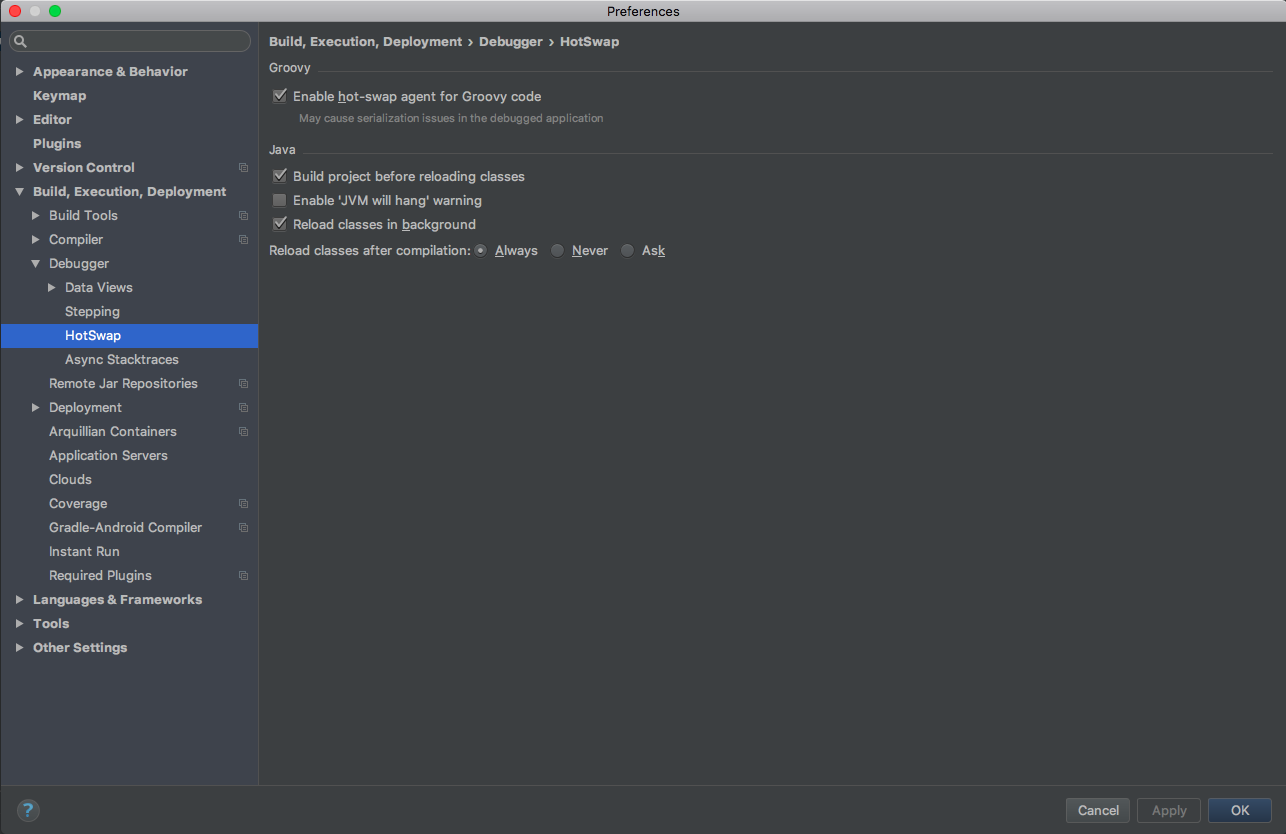 Preferences
Build, Execution, Deployment › Debugger › HotSwap
Groovy
Enable hot-swap agent for Groovy code
May cause serialization issues in the debugged application
Java
Build project before reloading classes
Enable 'JVM will hang' warning
Reload classes in background
Reload classes after compilation: Always Never Ask
Appearance & Behavior
Keymap
Editor
Plugins
Version Control
Build, Execution, Deployment
Build Tools
Compiler
Debugger
Data Views
Stepping
HotSwap
Async Stacktraces
Remote Jar Repositories
Deployment
Arquillian Containers
Application Servers
Clouds
Coverage
Gradle-Android Compiler
Instant Run
Required Plugins
Languages & Frameworks
Tools
Other Settings
?
Cancel Apply OK